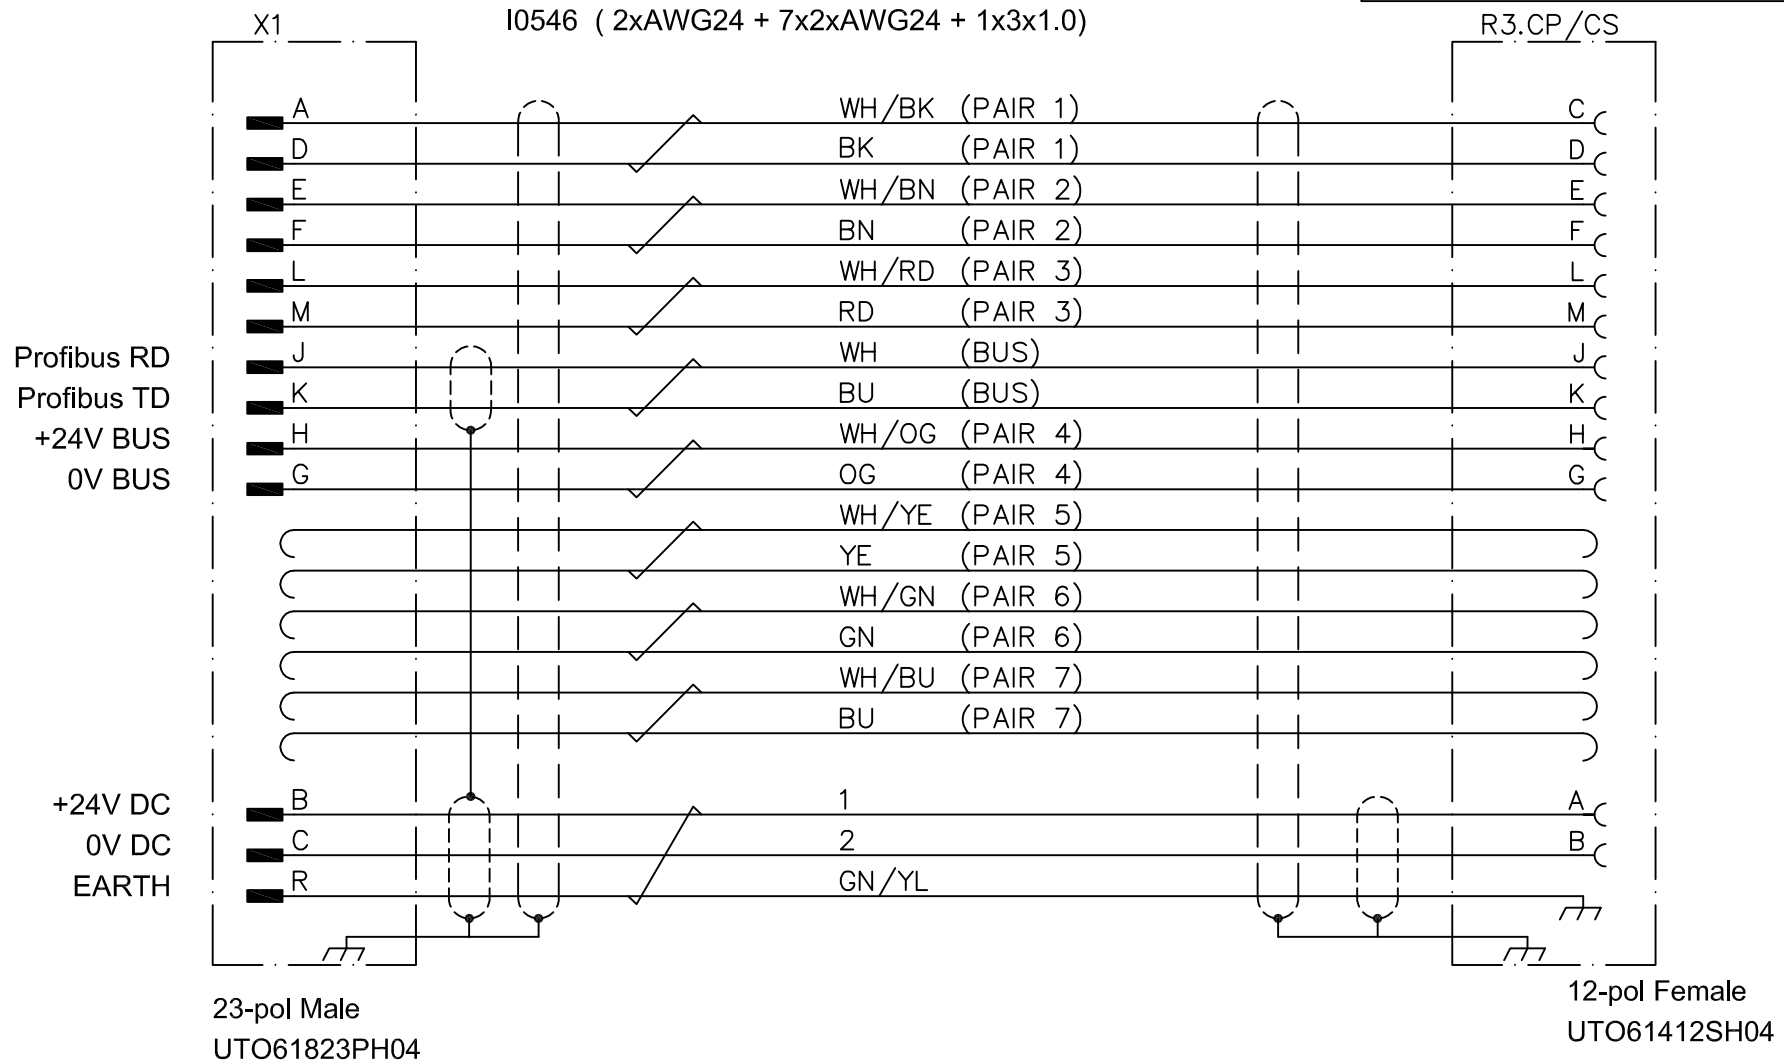 X1 I0546 ( 2xAWG24 + 7x2xAWG24 + 1x3x1.0) R3.CP/CS
A WH/BK (PAIR 1) C
D BK (PAIR 1) D
E WH/BN (PAIR 2) E
F BN (PAIR 2) F
L WH/RD (PAIR 3) L
M RD (PAIR 3) M
Profibus RD J WH (BUS) J
Profibus TD K BU (BUS) K
+24V BUS H WH/OG (PAIR 4) H
0V BUS G OG (PAIR 4) G
WH/YE (PAIR 5)
YE (PAIR 5)
WH/GN (PAIR 6)
GN (PAIR 6)
WH/BU (PAIR 7)
BU (PAIR 7)
+24V DC B 1 A
0V DC C 2 B
EARTH R GN/YL
23-pol Male
UTO61823PH04
12-pol Female
UTO61412SH04